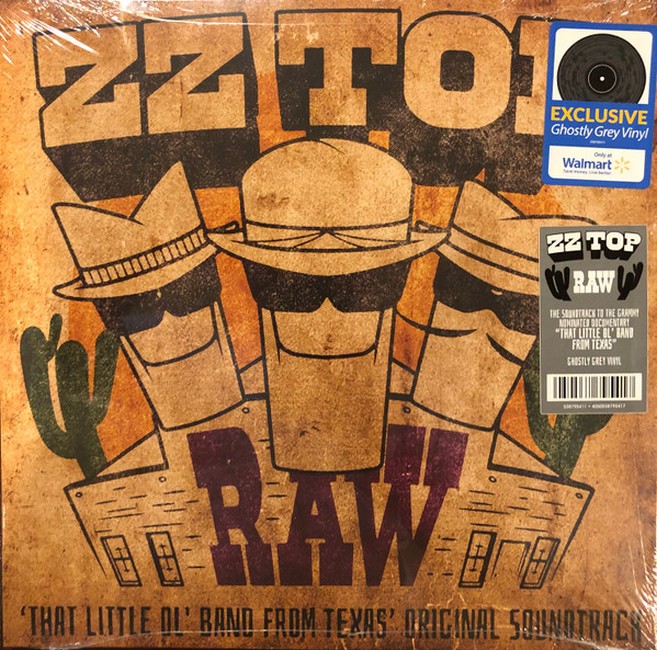 ZZ TOP
EXCLUSIVE
Ghostly Grey Vinyl
Only at
Walmart
Save money. Live better.
ZZ TOP
RAW
THE SOUNDTRACK TO THE GRAMMY
NOMINATED DOCUMENTARY
"THAT LITTLE OL' BAND
FROM TEXAS"
GHOSTLY GREY VINYL
RAW
'THAT LITTLE OL' BAND FROM TEXAS' ORIGINAL SOUNDTRACK